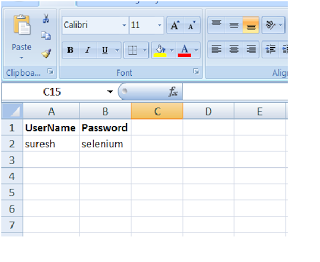 Calibri 11 A A
Paste B I U A
Clipboa... Font Alig
C15 fx
A B C D E
1 UserName Password
2 suresh selenium
3
4
5
6
7